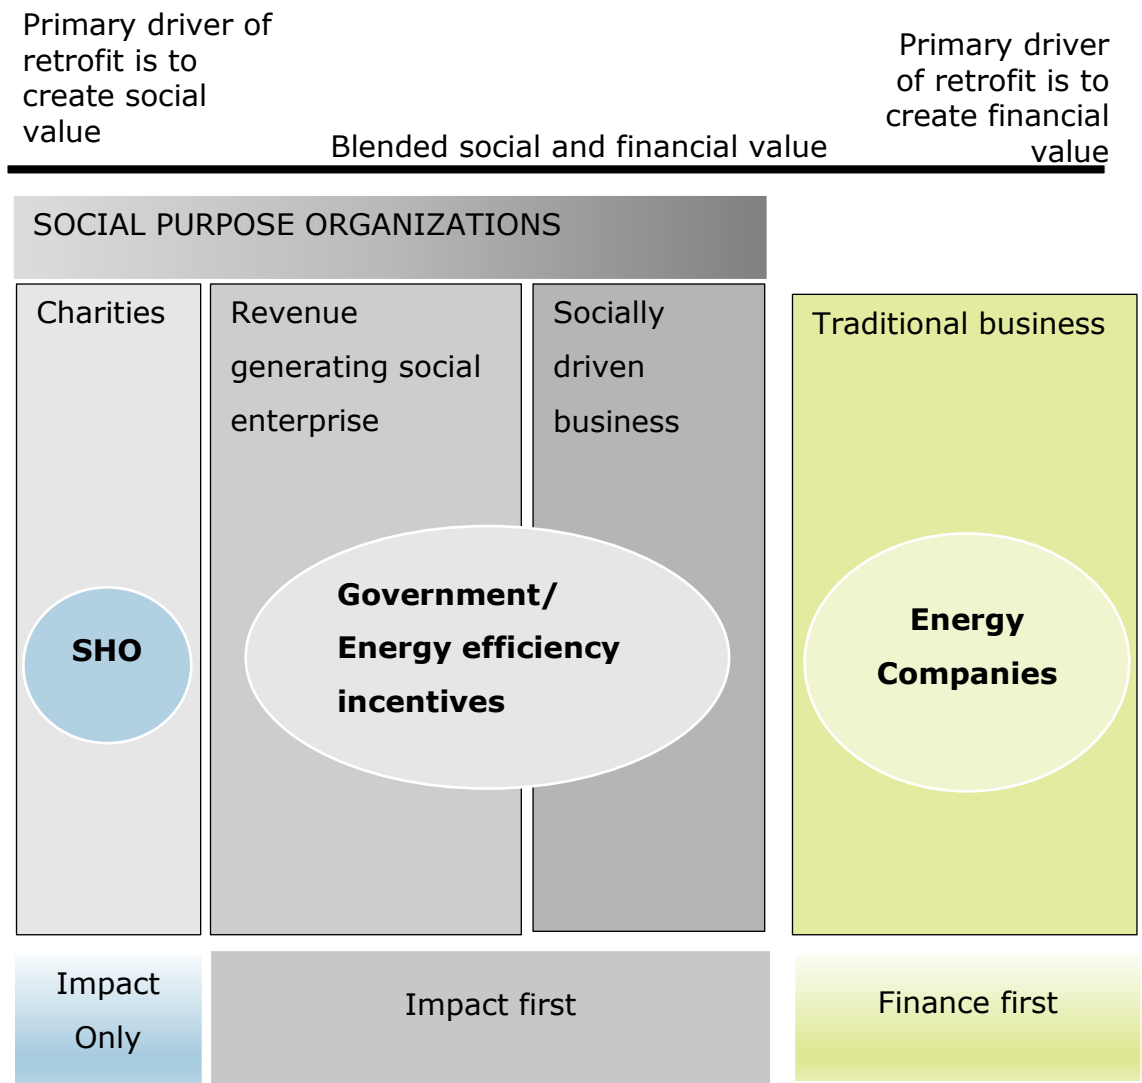 Primary driver of
retrofit is to
create social
value
Blended social and financial value
Primary driver
of retrofit is to
create financial
value
SOCIAL PURPOSE ORGANIZATIONS
Charities
Revenue
generating social
enterprise
Socially
driven
business
Traditional business
SHO
Government/
Energy efficiency
incentives
Energy
Companies
Impact
Only
Impact first
Finance first